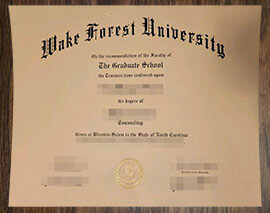 Wake Forest University
On the recommendation of the Faculty of
The Graduate School
the Trustees have conferred upon
the degree of
Counseling
Given at Winston-Salem in the State of North Carolina